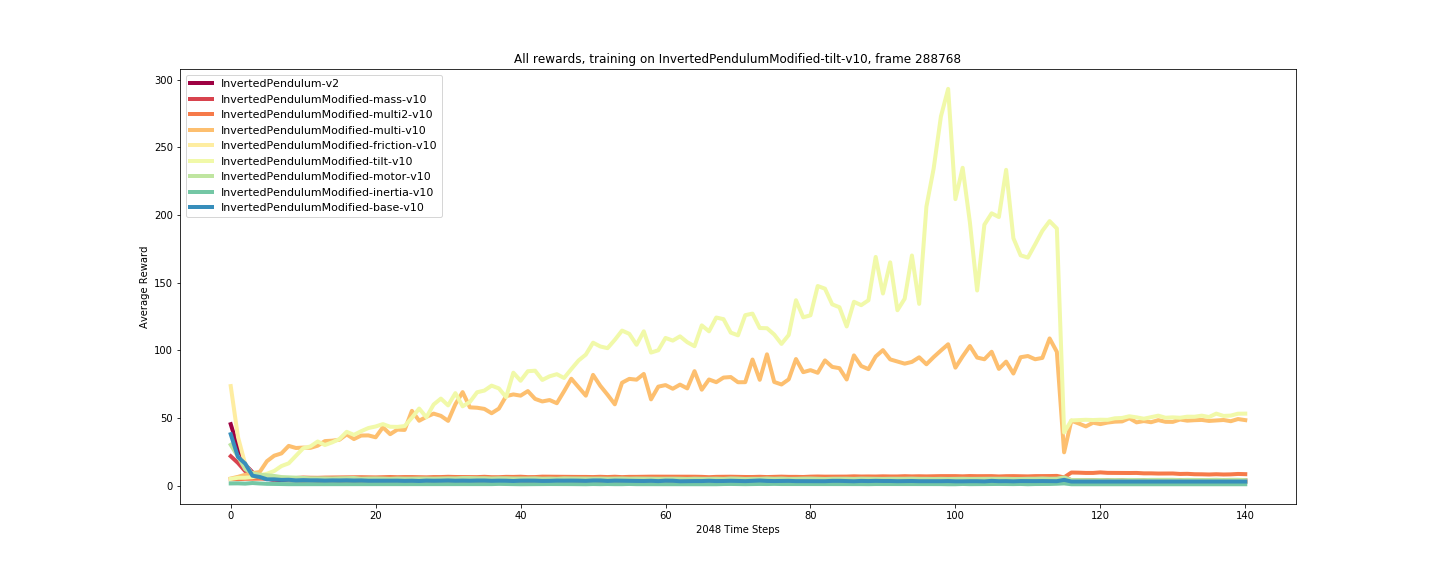 All rewards, training on InvertedPendulumModified-tilt-v10, frame 288768
300
250
200
150
100
50
0
Average Reward
InvertedPendulum-v2
InvertedPendulumModified-mass-v10
InvertedPendulumModified-multi2-v10
InvertedPendulumModified-multi-v10
InvertedPendulumModified-friction-v10
InvertedPendulumModified-tilt-v10
InvertedPendulumModified-motor-v10
InvertedPendulumModified-inertia-v10
InvertedPendulumModified-base-v10
0 20 40 60 80 100 120 140
2048 Time Steps